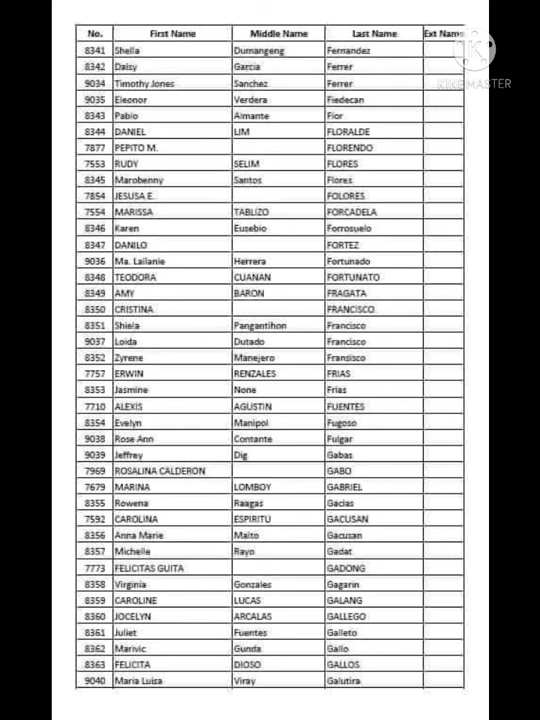 No. First Name Middle Name Last Name Ext Name
KINEMASTER
8341 Shella Dumangeng Fernandez
8342 Daisy Garcia Ferrer
9034 Timothy Jones Sanchez Ferrer
9035 Eleonor Verdera Fiedecan
8343 Pablo Almante Flor
8344 DANIEL LIM FLORALDE
7877 PEPITO M. FLORENDO
7553 RUDY SELIM FLORES
8345 Marobenny Santos Flores
7854 JESUSA E. FOLORES
7554 MARISSA TABLIZO FORCADELA
8346 Karen Eusebio Forrosuelo
8347 DANILO FORTEZ
9036 Ma. Lailanie Herrera Fortunado
8348 TEODORA CUANAN FORTUNATO
8349 AMY BARON FRAGATA
8350 CRISTINA FRANCISCO
8351 Shiela Pangantihon Francisco
9037 Loida Dutado Francisco
8352 Zyrene Manejero Fransisco
7757 ERWIN RENZALES FRIAS
8353 Jasmine None Frias
7710 ALEXIS AGUSTIN FUENTES
8354 Evelyn Manipol Fugoso
9038 Rose Ann Contante Fulgar
9039 Jeffrey Dig Gabas
7969 ROSALINA CALDERON GABO
7679 MARINA LOMBOY GABRIEL
8355 Rowena Raagas Gacias
7592 CAROLINA ESPIRITU GACUSAN
8356 Anna Marie Malto Gacusan
8357 Michelle Rayo Gadat
7773 FELICITAS GUITA GADONG
8358 Virginia Gonzales Gagarin
8359 CAROLINE LUCAS GALANG
8360 JOCELYN ARCALAS GALLEGO
8361 Juliet Fuentes Galleto
8362 Marivic Gunda Gallo
8363 FELICITA DIOSO GALLOS
9040 Maria Luisa Viray Galutira